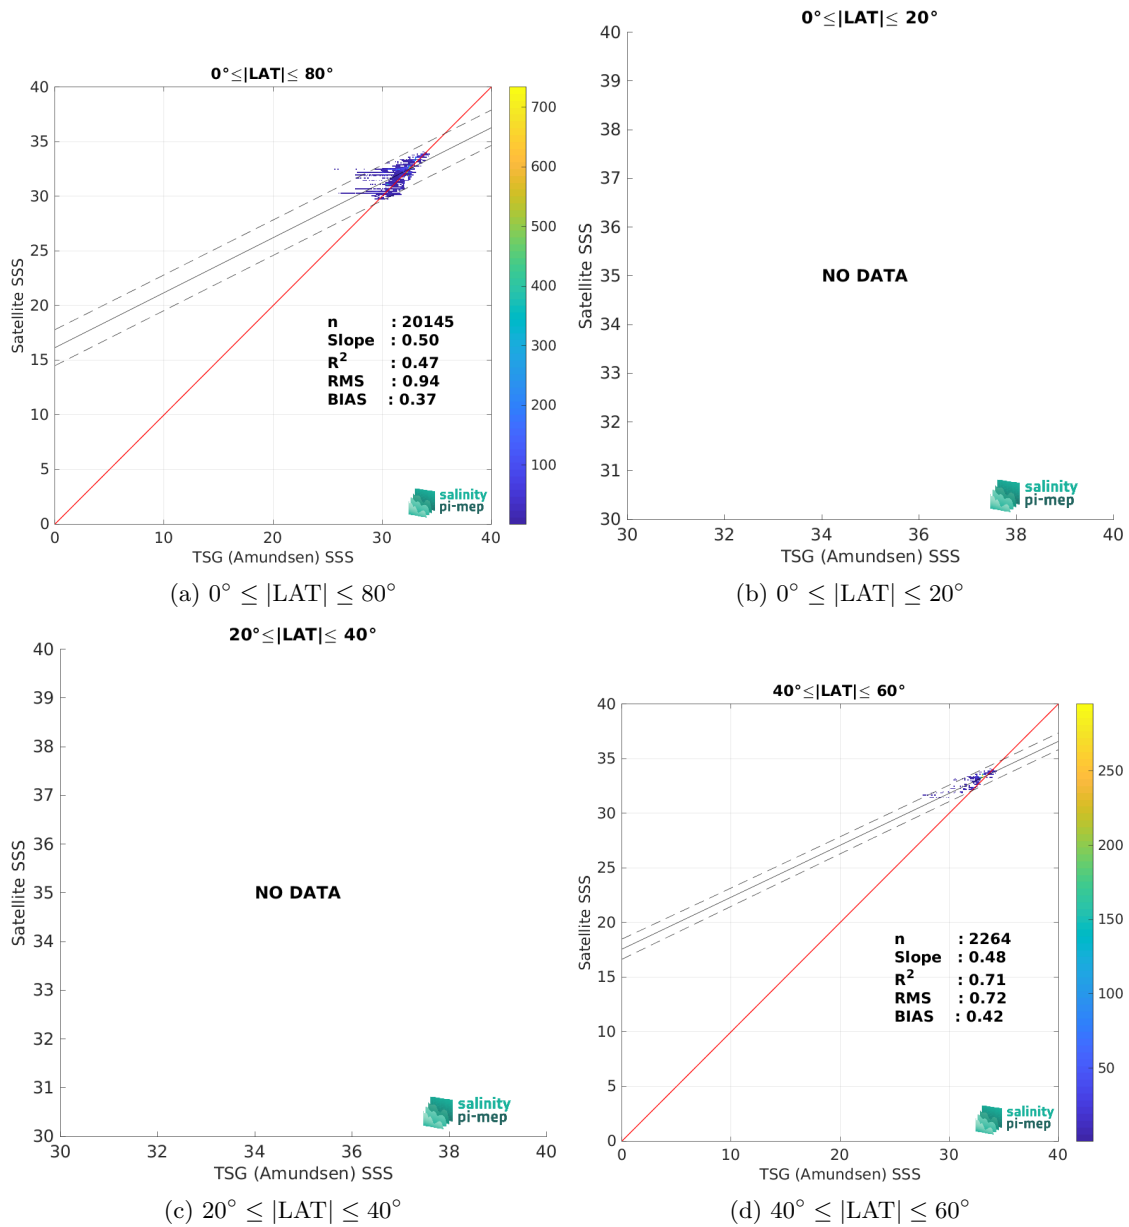 0°≤|LAT|≤ 80°
40
35
30
25
20
15
10
5
0
Satellite SSS
n : 20145
Slope : 0.50
R2 : 0.47
RMS : 0.94
BIAS : 0.37
salinity
pi-mep
0 10 20 30 40
TSG (Amundsen) SSS
700
600
500
400
300
200
100
(a) 0° ≤ |LAT| ≤ 80°
0°≤|LAT|≤ 20°
40
39
38
37
36
35
34
33
32
31
30
Satellite SSS
NO DATA
salinity
pi-mep
30 32 34 36 38 40
TSG (Amundsen) SSS
(b) 0° ≤ |LAT| ≤ 20°
20°≤|LAT|≤ 40°
40
39
38
37
36
35
34
33
32
31
30
Satellite SSS
NO DATA
salinity
pi-mep
30 32 34 36 38 40
TSG (Amundsen) SSS
(c) 20° ≤ |LAT| ≤ 40°
40°≤|LAT|≤ 60°
40
35
30
25
20
15
10
5
0
Satellite SSS
n : 2264
Slope : 0.48
R2 : 0.71
RMS : 0.72
BIAS : 0.42
salinity
pi-mep
0 10 20 30 40
TSG (Amundsen) SSS
250
200
150
100
50
(d) 40° ≤ |LAT| ≤ 60°